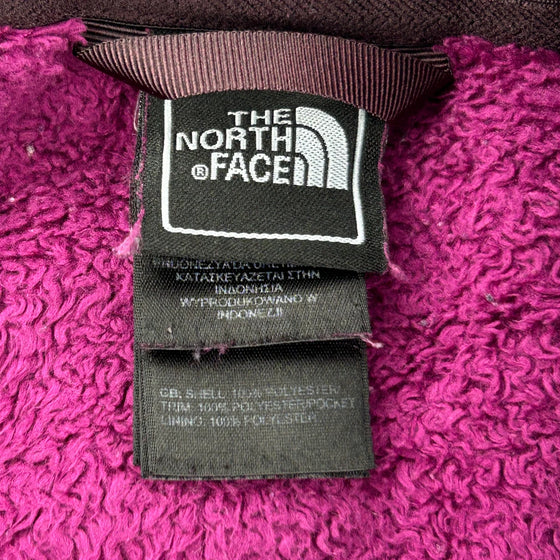 THE
NORTH
® FACE
ΚΑΤΑΣΚΕΥΑΖΕΤΑΙ ΣΤΗΝ
ΙΝΔΟΝΗΣΙΑ
WYPRODUKOWANO W
INDONEZJI
GB: SHELL: 100% POLYESTER
TRIM: 100% POLYESTER/POCKET
LINING: 100% POLYESTER